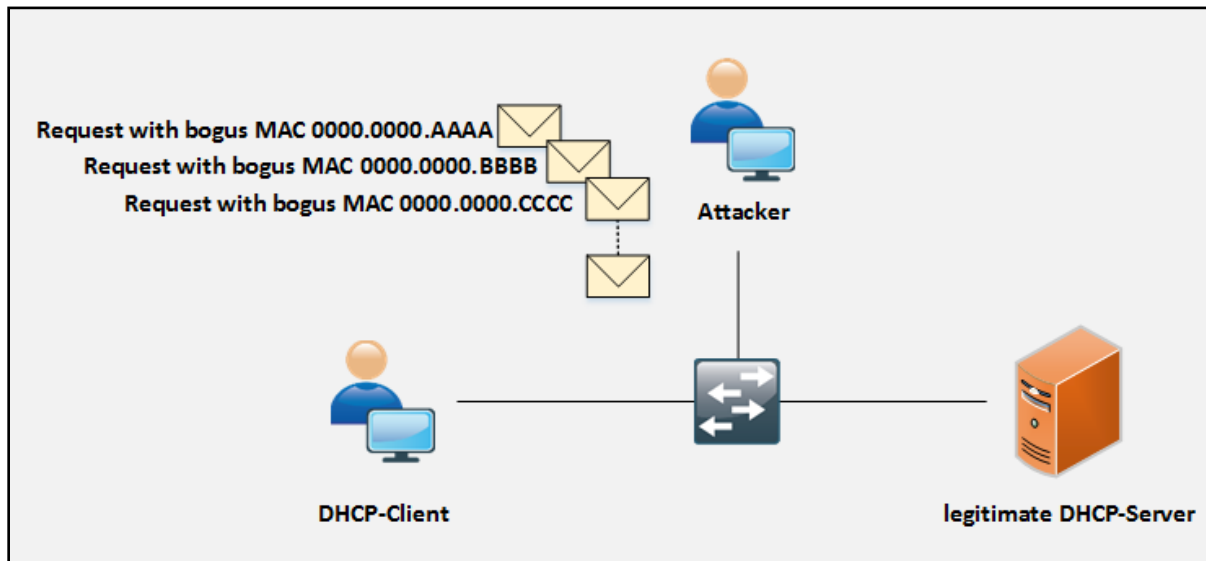 Request with bogus MAC 0000.0000.AAAA
Request with bogus MAC 0000.0000.BBBB
Request with bogus MAC 0000.0000.CCCC
Attacker
DHCP-Client
legitimate DHCP-Server